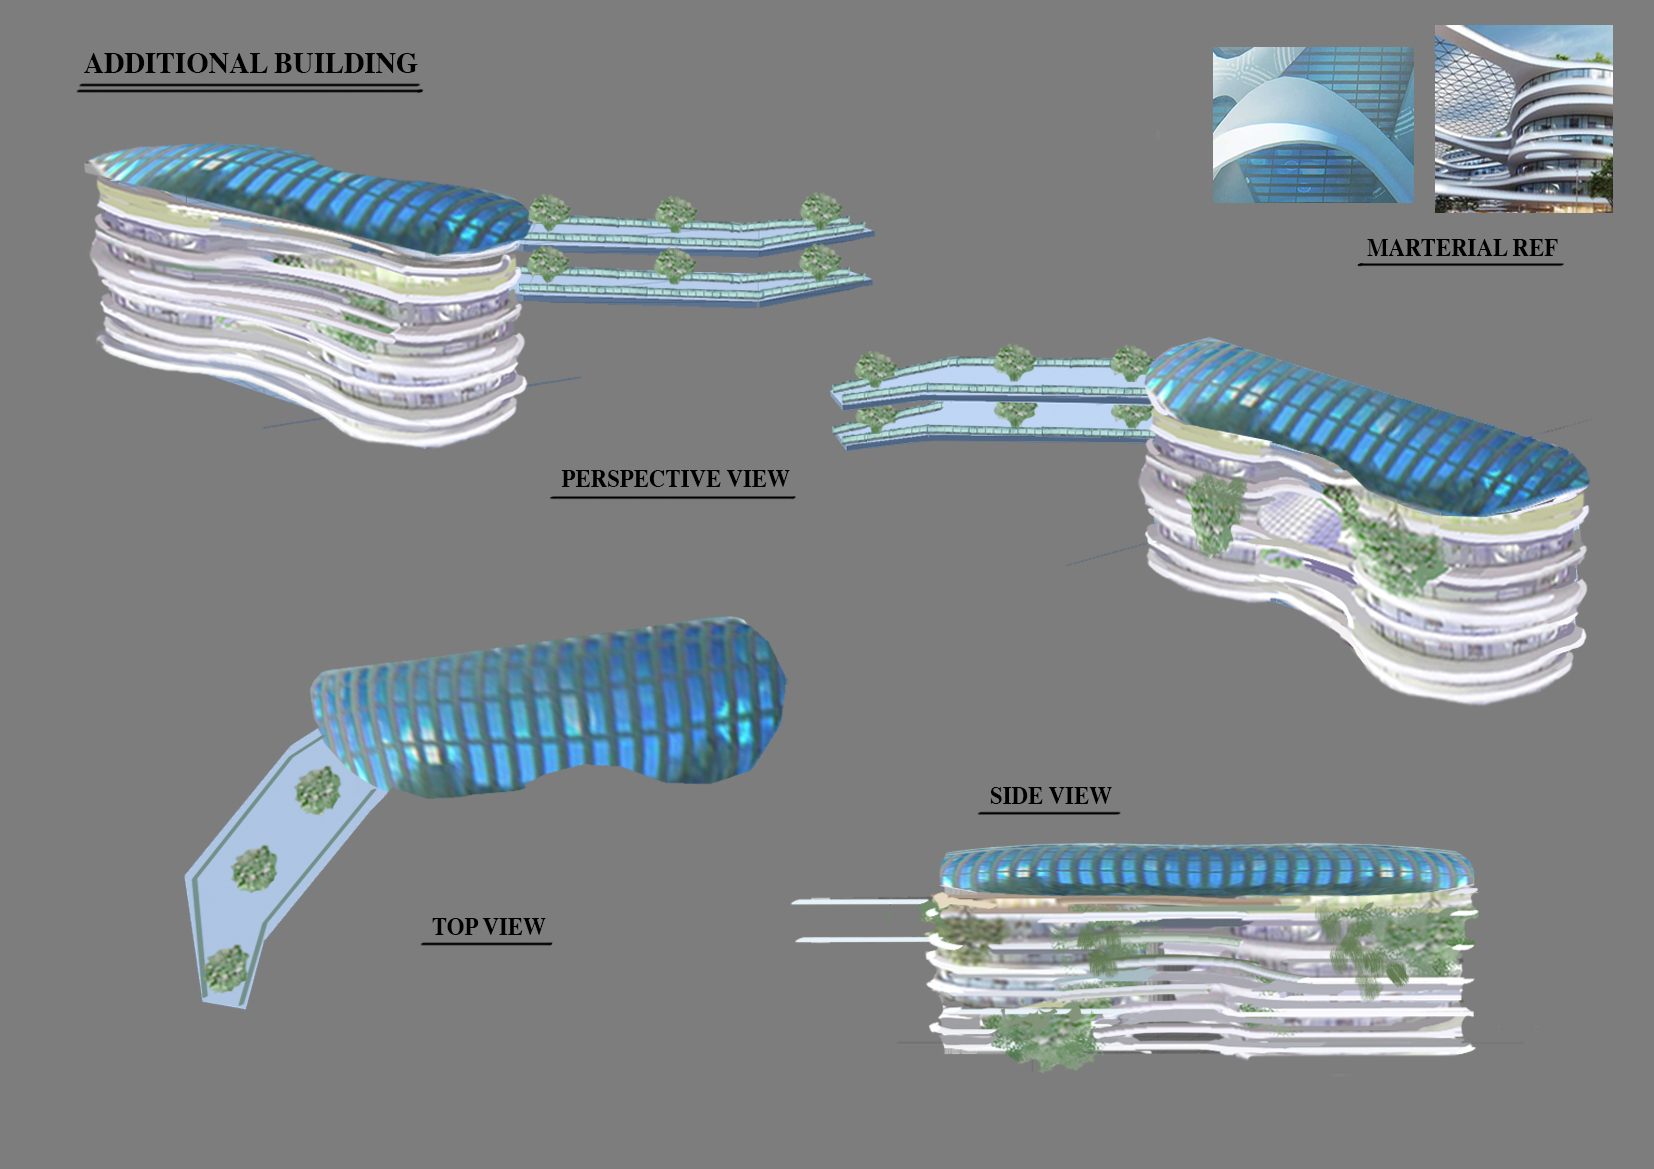 ADDITIONAL BUILDING
MARTERIAL REF
PERSPECTIVE VIEW
SIDE VIEW
TOP VIEW